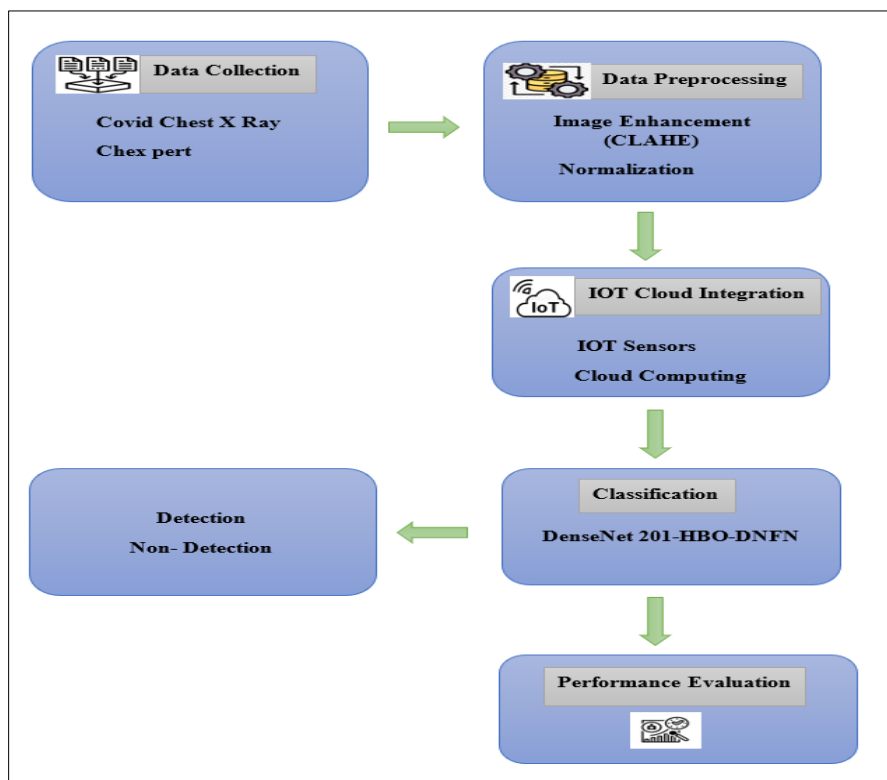 Data Collection
Covid Chest X Ray
Chex pert
Data Preprocessing
Image Enhancement
(CLAHE)
Normalization
IoT
IOT Cloud Integration
IOT Sensors
Cloud Computing
Classification
DenseNet 201-HBO-DNFN
Detection
Non- Detection
Performance Evaluation